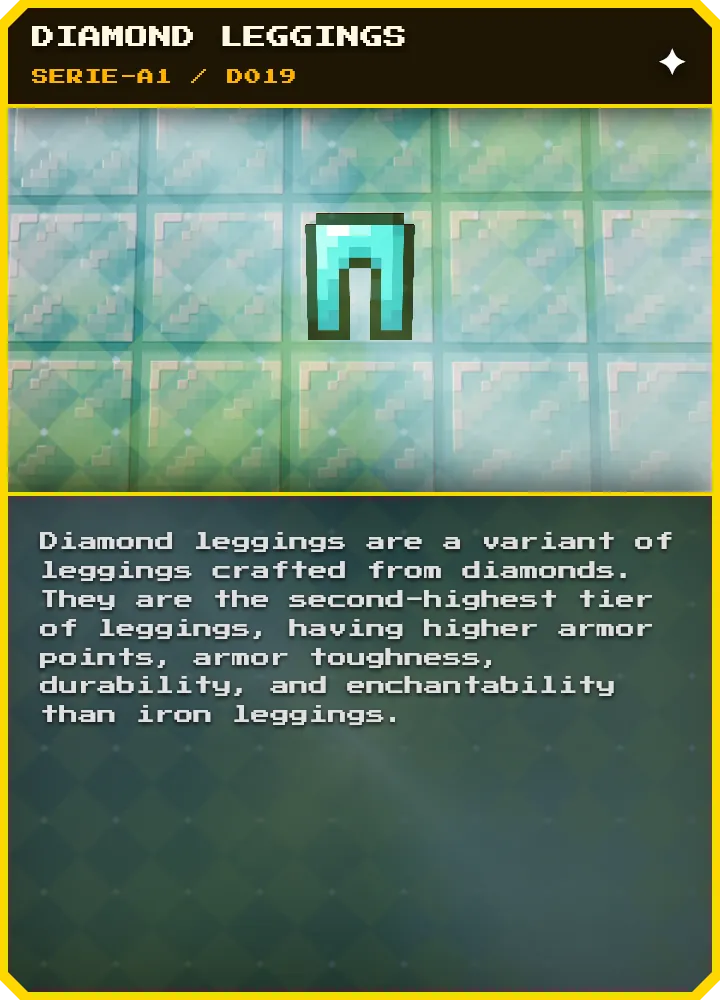 DIAMOND LEGGINGS
SERIE-A1 / D019
Diamond leggings are a variant of
leggings crafted from diamonds.
They are the second-highest tier
of leggings, having higher armor
points, armor toughness,
durability, and enchantability
than iron leggings.